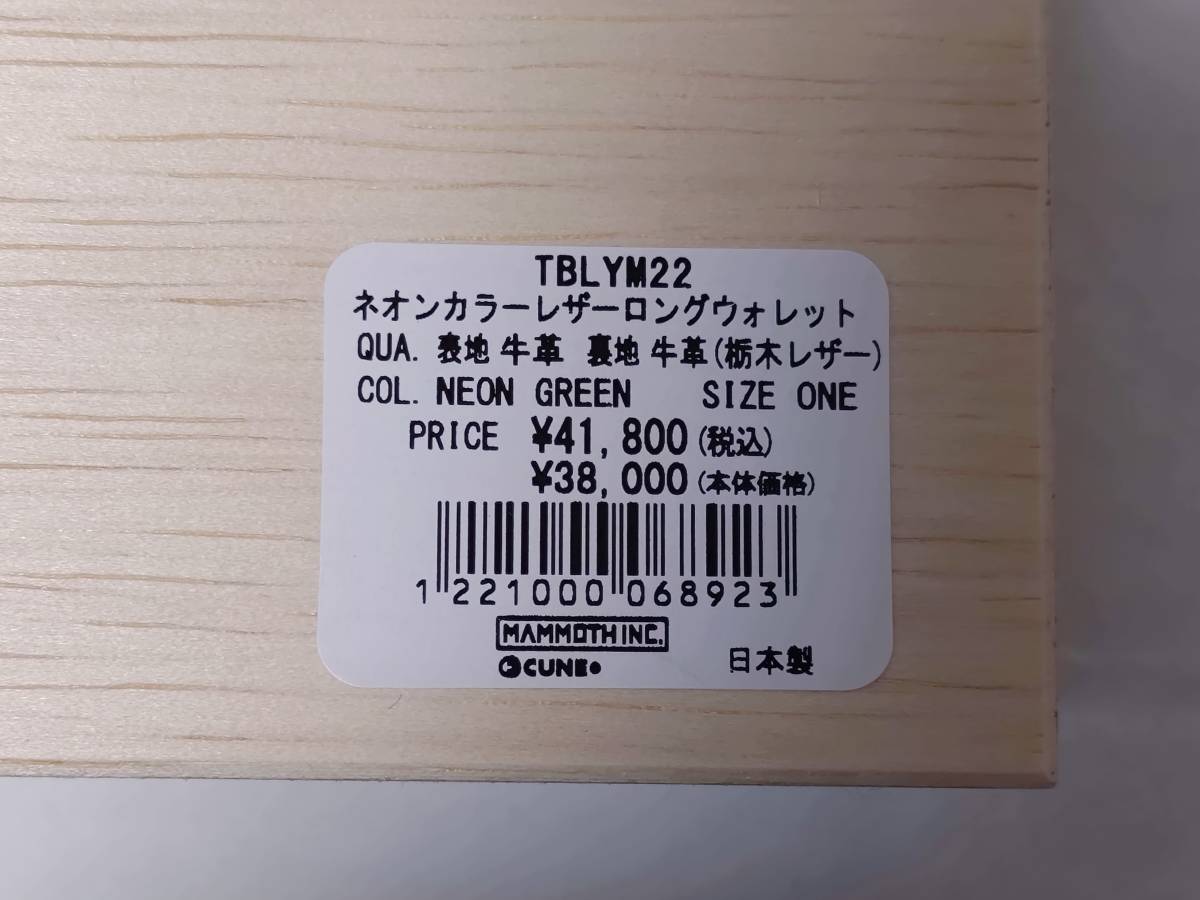 TBLYM22
ネオンカラーレザーロングウォレット
QUA. 表地 牛革 裏地 牛革(栃木レザー)
COL. NEON GREEN SIZE ONE
PRICE ¥41,800(税込)
¥38,000(本体価格)
1 221000 068923
MAMMOTH INC.
CUNE
日本製